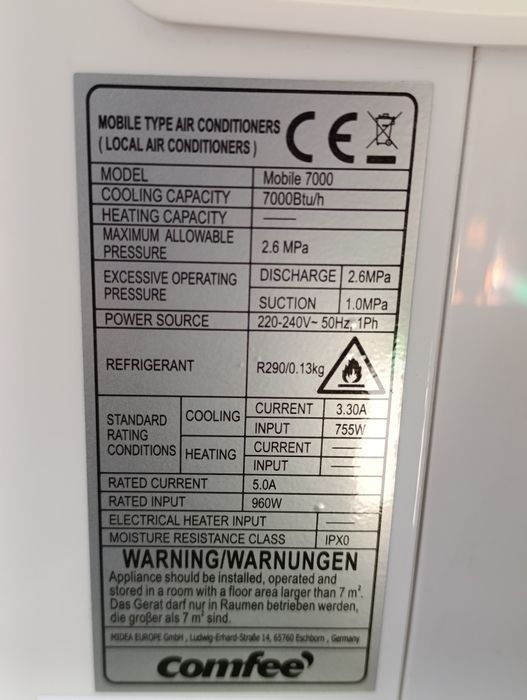 MOBILE TYPE AIR CONDITIONERS
( LOCAL AIR CONDITIONERS )
CE
MODEL Mobile 7000
COOLING CAPACITY 7000Btu/h
HEATING CAPACITY ——
MAXIMUM ALLOWABLE
PRESSURE 2.6 MPa
EXCESSIVE OPERATING
PRESSURE
DISCHARGE 2.6MPa
SUCTION 1.0MPa
POWER SOURCE 220-240V~ 50Hz, 1Ph
REFRIGERANT R290/0.13kg
STANDARD
RATING
CONDITIONS
COOLING
CURRENT 3.30A
INPUT 755W
HEATING
CURRENT ——
INPUT ——
RATED CURRENT 5.0A
RATED INPUT 960W
ELECTRICAL HEATER INPUT ——
MOISTURE RESISTANCE CLASS IPX0
WARNING/WARNUNGEN
Appliance should be installed, operated and
stored in a room with a floor area larger than 7 m².
Das Gerat darf nur in Raumen betrieben werden,
die großer als 7 m² sind.
MIDEA EUROPE GmbH , Ludwig-Erhard-Straße 14, 65760 Eschborn , Germany
comfee'